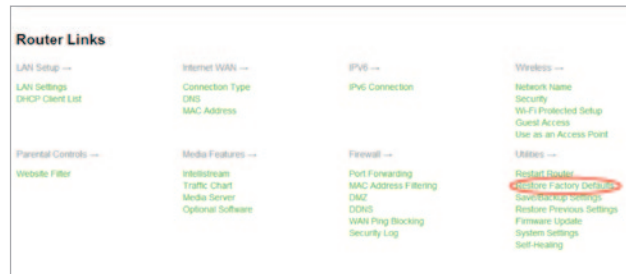 Router Links
LAN Setup →
LAN Settings
DHCP Client List
Internet WAN →
Connection Type
DNS
MAC Address
IPV6 →
IPv6 Connection
Wireless →
Network Name
Security
Wi-Fi Protected Setup
Guest Access
Use as an Access Point
Parental Controls →
Website Filter
Media Features →
Intellistream
Traffic Chart
Media Server
Optional Software
Firewall →
Port Forwarding
MAC Address Filtering
DMZ
DDNS
WAN Ping Blocking
Security Log
Utilities →
Restart Router
Restore Factory Defaults
Save/Backup Settings
Restore Previous Settings
Firmware Update
System Settings
Self-Healing